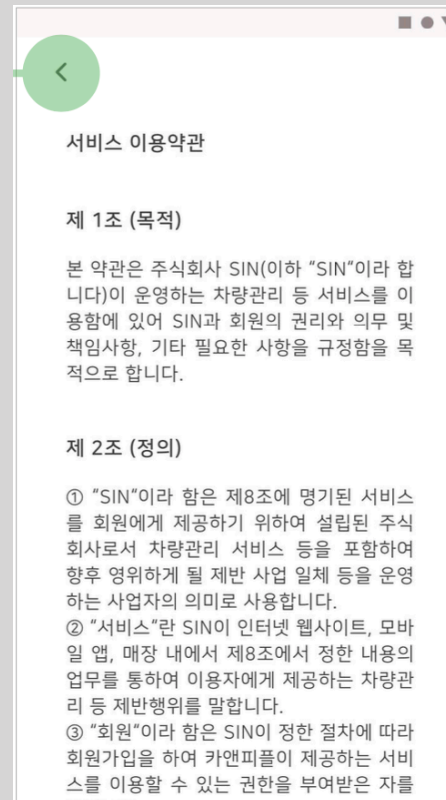 서비스 이용약관
제 1조 (목적)
본 약관은 주식회사 SIN(이하 “SIN”이라 합
니다)이 운영하는 차량관리 등 서비스를 이
용함에 있어 SIN과 회원의 권리와 의무 및
책임사항, 기타 필요한 사항을 규정함을 목
적으로 합니다.
제 2조 (정의)
① “SIN”이라 함은 제8조에 명기된 서비스
를 회원에게 제공하기 위하여 설립된 주식
회사로서 차량관리 서비스 등을 포함하여
향후 영위하게 될 제반 사업 일체 등을 운영
하는 사업자의 의미로 사용합니다.
② “서비스”란 SIN이 인터넷 웹사이트, 모바
일 앱, 매장 내에서 제8조에서 정한 내용의
업무를 통하여 이용자에게 제공하는 차량관
리 등 제반행위를 말합니다.
③ “회원“이라 함은 SIN이 정한 절차에 따라
회원가입을 하여 카앤피플이 제공하는 서비
스를 이용할 수 있는 권한을 부여받은 자를